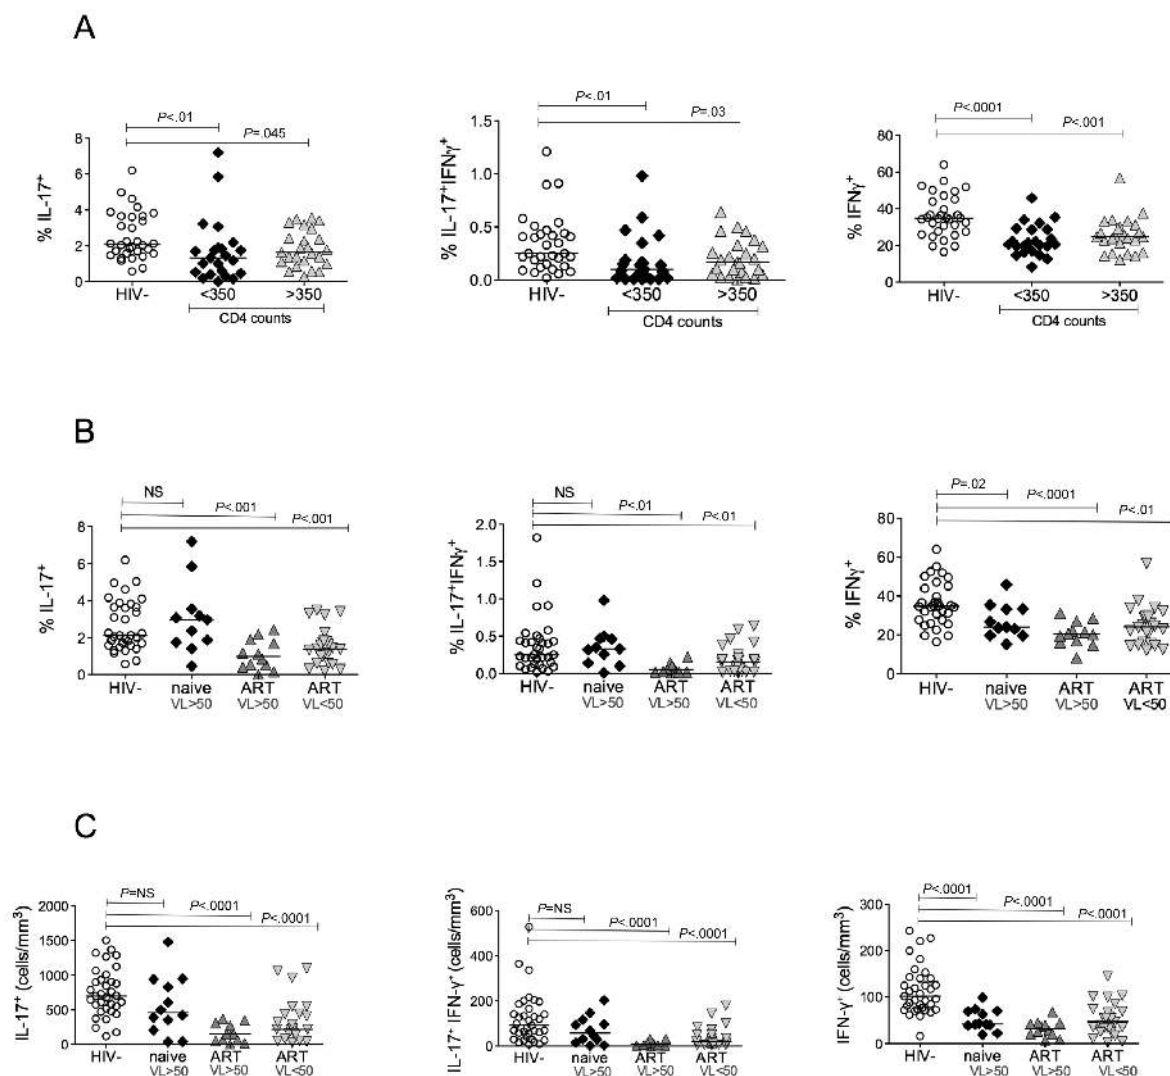 A
P<.01
P=.045
% IL-17+
8
6
4
2
0
HIV-
<350
>350
CD4 counts
P<.01
P=.03
% IL-17+IFNγ+
1.5
1.0
0.5
0.0
HIV-
<350
>350
CD4 counts
P<.0001
P<.001
% IFNγ+
80
60
40
20
0
HIV-
<350
>350
CD4 counts
B
NS
P<.001
P<.001
% IL-17+
8
6
4
2
0
HIV- naive ART ART
VL>50 VL>50 VL<50
NS
P<.01
P<.01
% IL-17+IFNγ+
2.0
1.5
1.0
0.5
0.0
HIV- naive ART ART
VL>50 VL>50 VL<50
P=.02
P<.0001
P<.01
% IFNγ+
80
60
40
20
0
HIV- naive ART ART
VL>50 VL>50 VL<50
C
P=NS
P<.0001
P<.0001
IL-17+ (cells/mm3)
2000
1500
1000
500
0
HIV- naive ART ART
VL>50 VL>50 VL<50
P=NS
P<.0001
P<.0001
IL-17+ IFN-γ+ (cells/mm3)
600
400
200
0
HIV- naive ART ART
VL>50 VL>50 VL<50
P<.0001
P<.0001
P<.0001
IFN-γ+ (cells/mm3)
300
200
100
0
HIV- naive ART ART
VL>50 VL>50 VL<50